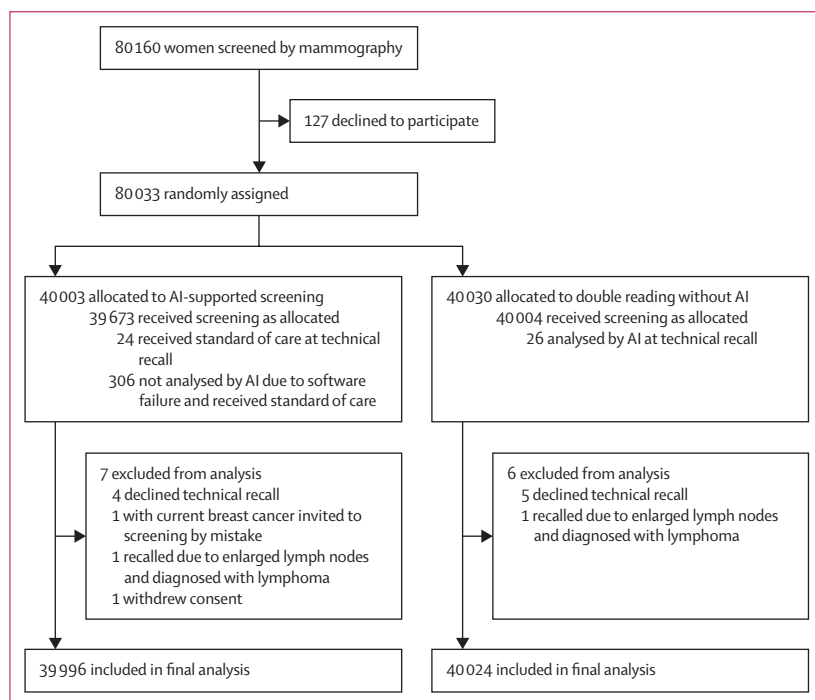 80 160 women screened by mammography
127 declined to participate
80 033 randomly assigned
40 003 allocated to AI-supported screening
39 673 received screening as allocated
24 received standard of care at technical
recall
306 not analysed by AI due to software
failure and received standard of care
40 030 allocated to double reading without AI
40 004 received screening as allocated
26 analysed by AI at technical recall
7 excluded from analysis
4 declined technical recall
1 with current breast cancer invited to
screening by mistake
1 recalled due to enlarged lymph nodes
and diagnosed with lymphoma
1 withdrew consent
6 excluded from analysis
5 declined technical recall
1 recalled due to enlarged lymph nodes
and diagnosed with lymphoma
39 996 included in final analysis
40 024 included in final analysis